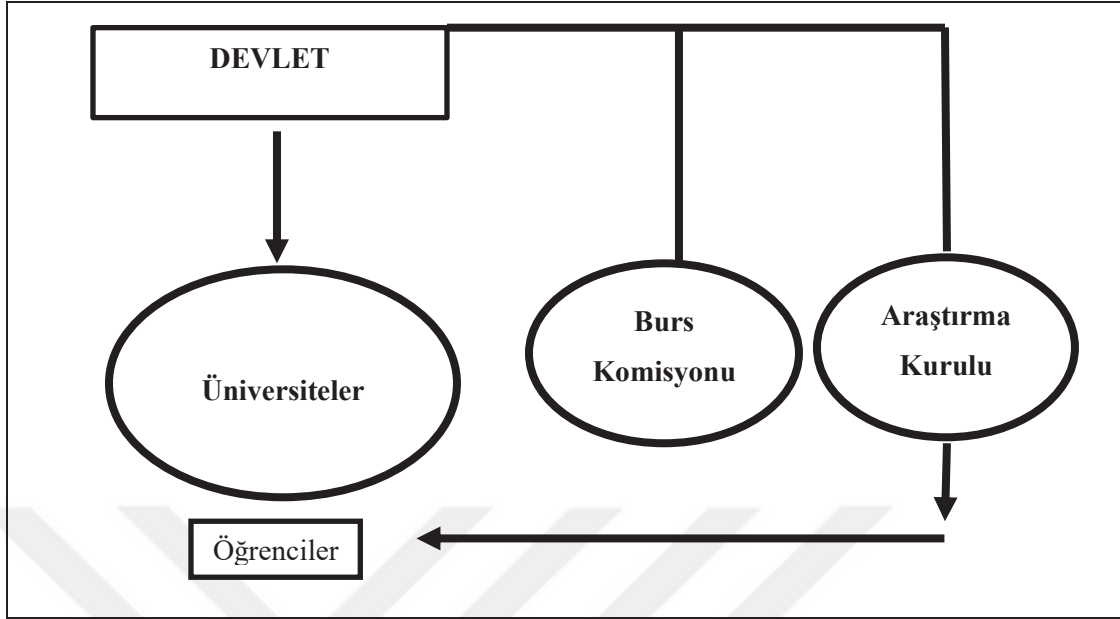 DEVLET
Üniversiteler
Burs
Komisyonu
Araştırma
Kurulu
Öğrenciler